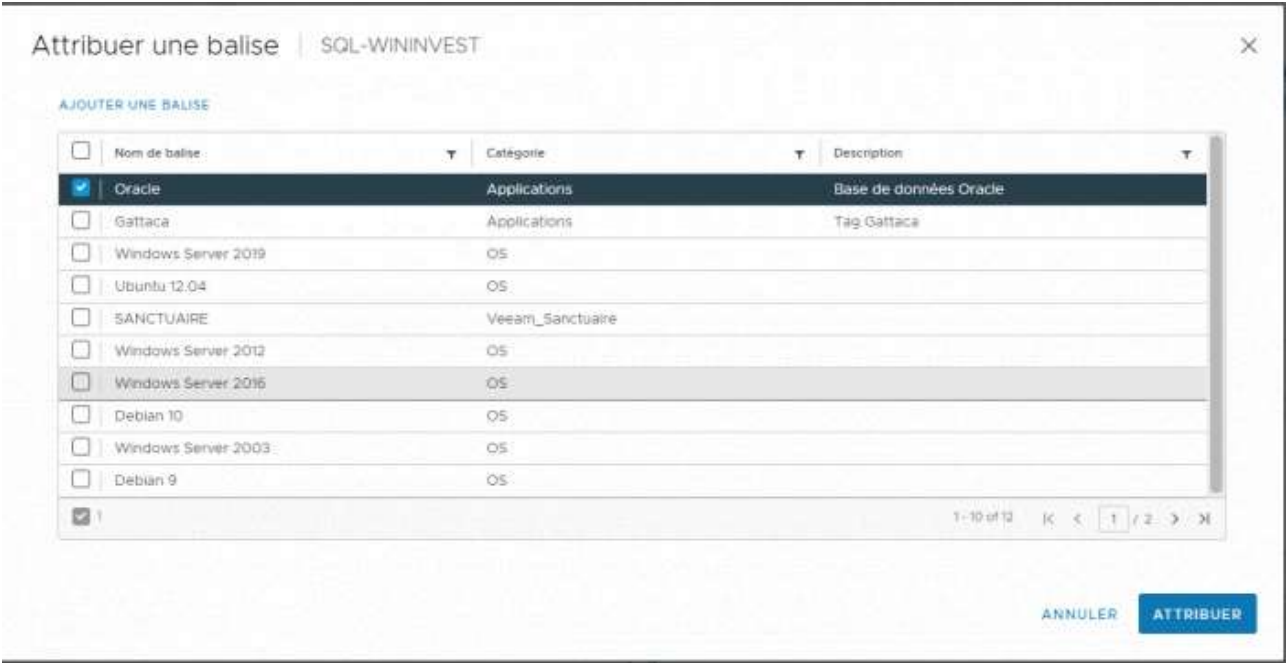 Attribuer une balise | SQL-WININVEST
AJOUTER UNE BALISE
Nom de balise Catégorie Description
Oracle Applications Base de données Oracle
Gattaca Applications Tag Gattaca
Windows Server 2019 OS
Ubuntu 12.04 OS
SANCTUAIRE Veeam_Sanctuaire
Windows Server 2012 OS
Windows Server 2016 OS
Debian 10 OS
Windows Server 2003 OS
Debian 9 OS
1 1 - 10 of 12 1 / 2
ANNULER ATTRIBUER